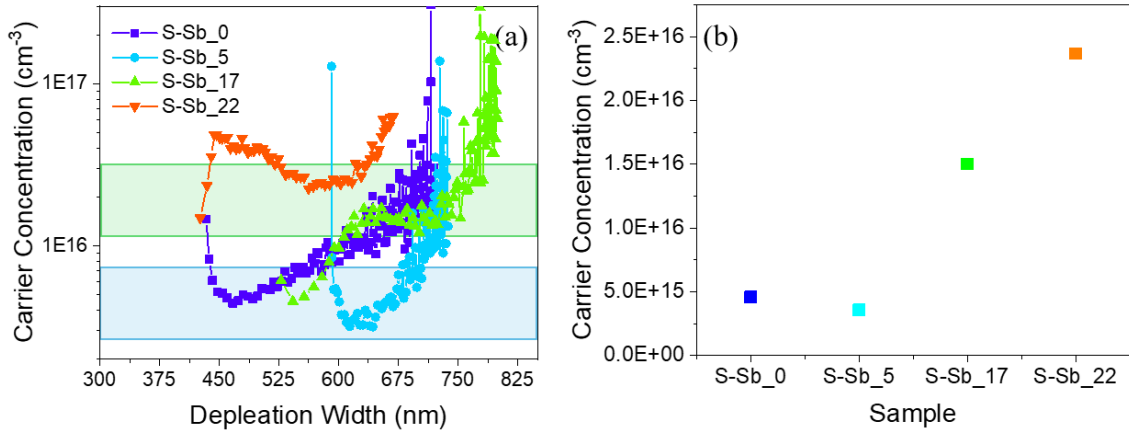 S-Sb_0
S-Sb_5
S-Sb_17
S-Sb_22
(a)
1E17
1E16
Carrier Concentration (cm-3)
300 375 450 525 600 675 750 825
Depleation Width (nm)
(b)
2.5E+16
2.0E+16
1.5E+16
1.0E+16
5.0E+15
0.0E+00
Carrier Concentration (cm-3)
S-Sb_0 S-Sb_5 S-Sb_17 S-Sb_22
Sample